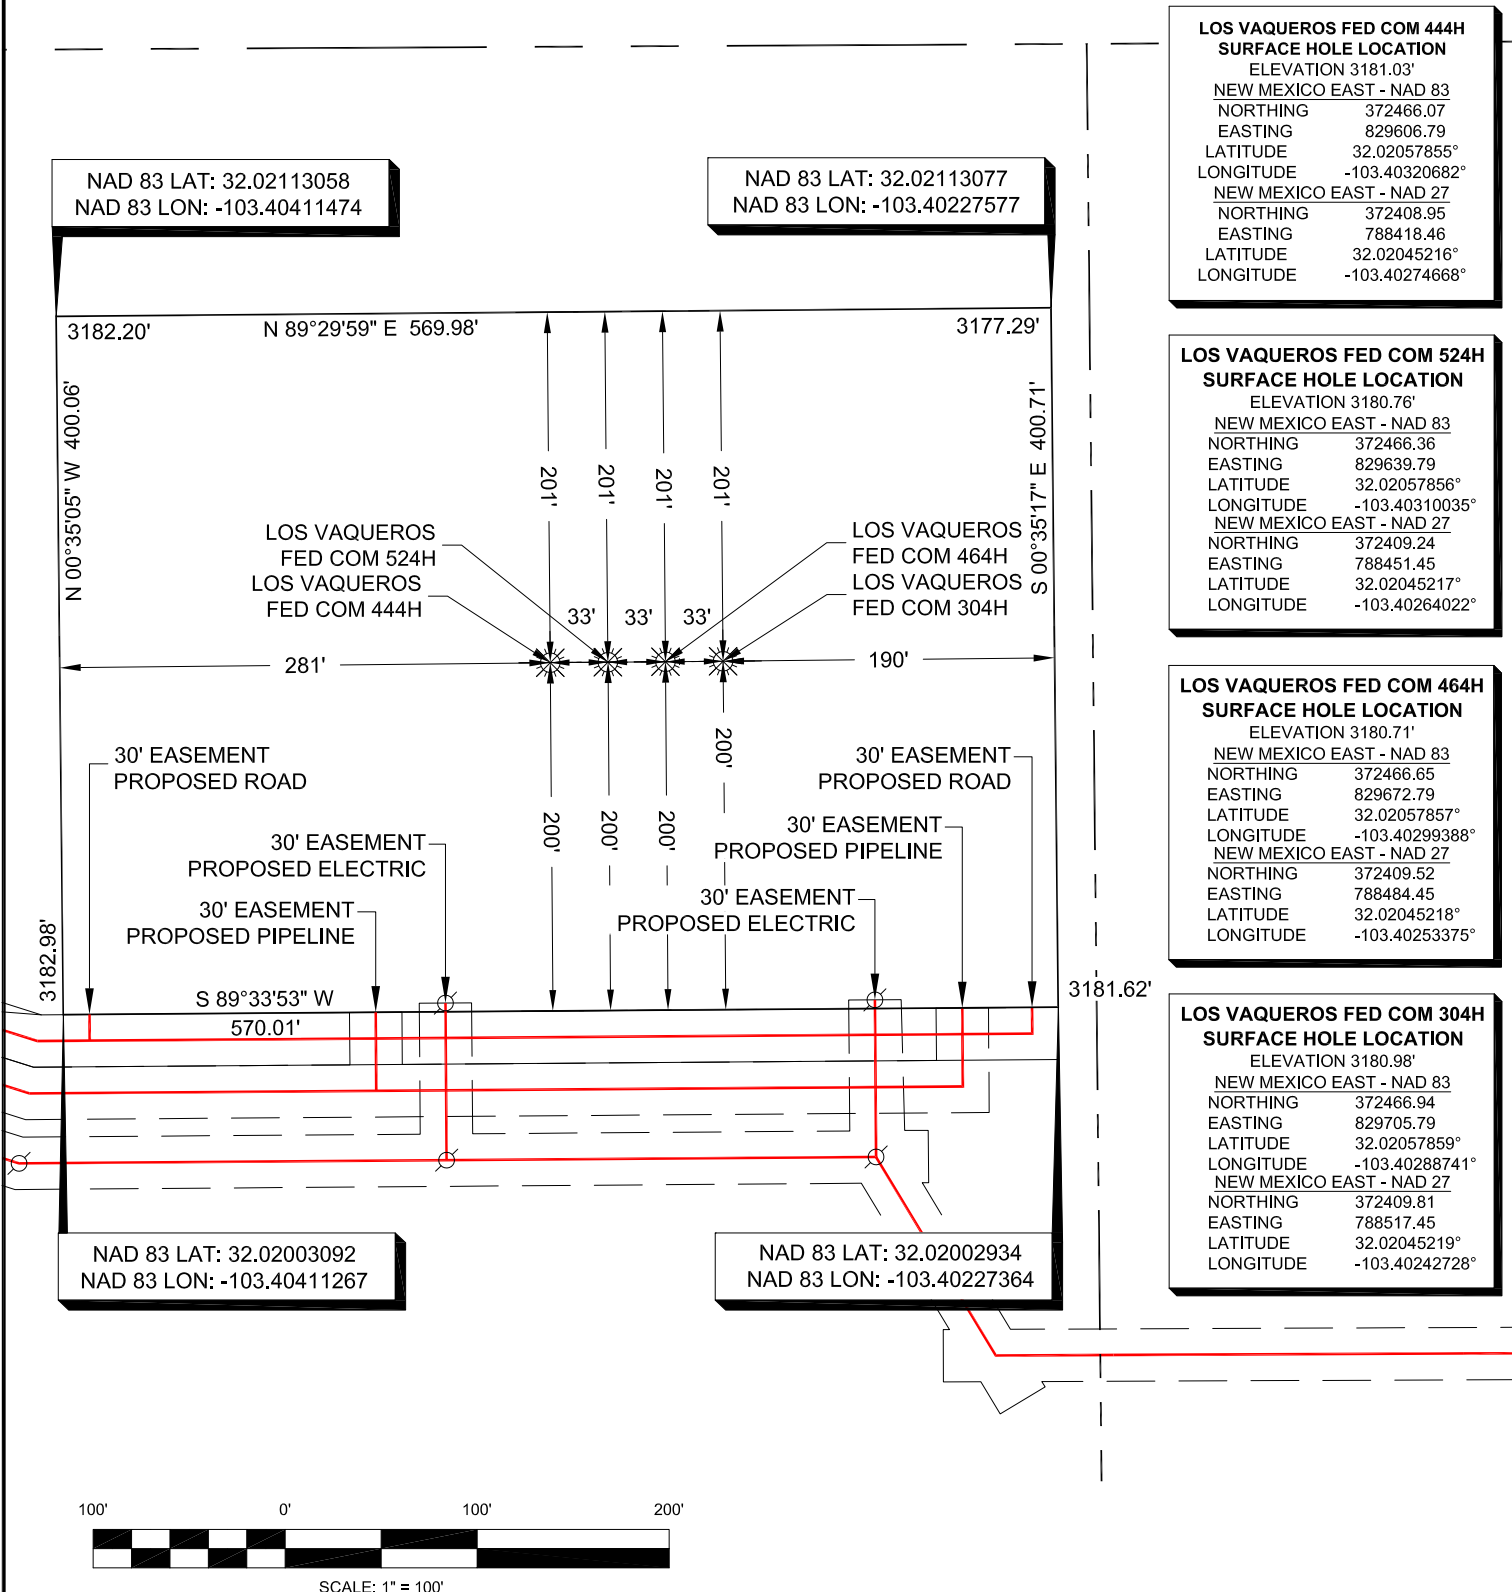 LOS VAQUEROS FED COM 444H
SURFACE HOLE LOCATION
ELEVATION 3181.03'
NEW MEXICO EAST - NAD 83
NORTHING 372466.07
EASTING 829606.79
LATITUDE 32.02057855°
LONGITUDE -103.40320682°
NEW MEXICO EAST - NAD 27
NORTHING 372408.95
EASTING 788418.46
LATITUDE 32.02045216°
LONGITUDE -103.40274668°
NAD 83 LAT: 32.02113058
NAD 83 LON: -103.40411474
NAD 83 LAT: 32.02113077
NAD 83 LON: -103.40227577
3182.20'
N 89°29'59" E 569.98'
3177.29'
N 00°35'05" W 400.06'
S 00°35'17" E 400.71'
201'
201'
201'
201'
LOS VAQUEROS
FED COM 524H
LOS VAQUEROS
FED COM 444H
LOS VAQUEROS
FED COM 464H
LOS VAQUEROS
FED COM 304H
33'
33'
33'
281'
190'
LOS VAQUEROS FED COM 524H
SURFACE HOLE LOCATION
ELEVATION 3180.76'
NEW MEXICO EAST - NAD 83
NORTHING 372466.36
EASTING 829639.79
LATITUDE 32.02057856°
LONGITUDE -103.40310035°
NEW MEXICO EAST - NAD 27
NORTHING 372409.24
EASTING 788451.45
LATITUDE 32.02045217°
LONGITUDE -103.40264022°
30' EASEMENT
PROPOSED ROAD
30' EASEMENT
PROPOSED ELECTRIC
30' EASEMENT
PROPOSED PIPELINE
200'
200'
200'
200'
30' EASEMENT
PROPOSED ROAD
30' EASEMENT
PROPOSED PIPELINE
30' EASEMENT
PROPOSED ELECTRIC
LOS VAQUEROS FED COM 464H
SURFACE HOLE LOCATION
ELEVATION 3180.71'
NEW MEXICO EAST - NAD 83
NORTHING 372466.65
EASTING 829672.79
LATITUDE 32.02057857°
LONGITUDE -103.40299388°
NEW MEXICO EAST - NAD 27
NORTHING 372409.52
EASTING 788484.45
LATITUDE 32.02045218°
LONGITUDE -103.40253375°
3182.98'
S 89°33'53" W
570.01'
3181.62'
LOS VAQUEROS FED COM 304H
SURFACE HOLE LOCATION
ELEVATION 3180.98'
NEW MEXICO EAST - NAD 83
NORTHING 372466.94
EASTING 829705.79
LATITUDE 32.02057859°
LONGITUDE -103.40288741°
NEW MEXICO EAST - NAD 27
NORTHING 372409.81
EASTING 788517.45
LATITUDE 32.02045219°
LONGITUDE -103.40242728°
NAD 83 LAT: 32.02003092
NAD 83 LON: -103.40411267
NAD 83 LAT: 32.02002934
NAD 83 LON: -103.40227364
100' 0' 100' 200'
SCALE: 1" = 100'